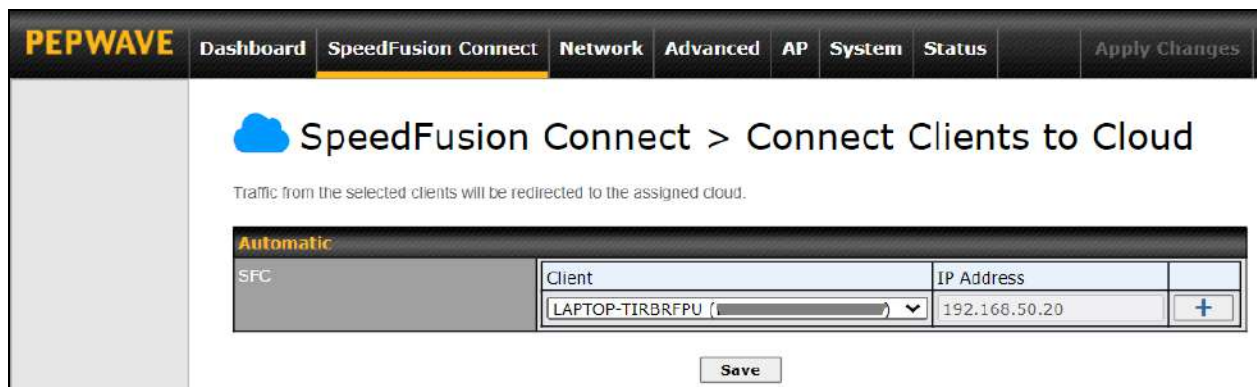 PEPWAVE Dashboard SpeedFusion Connect Network Advanced AP System Status Apply Changes
SpeedFusion Connect > Connect Clients to Cloud
Traffic from the selected clients will be redirected to the assigned cloud.
Automatic
SFC Client IP Address
LAPTOP-TIRBRFPU ( ) 192.168.50.20 +
Save